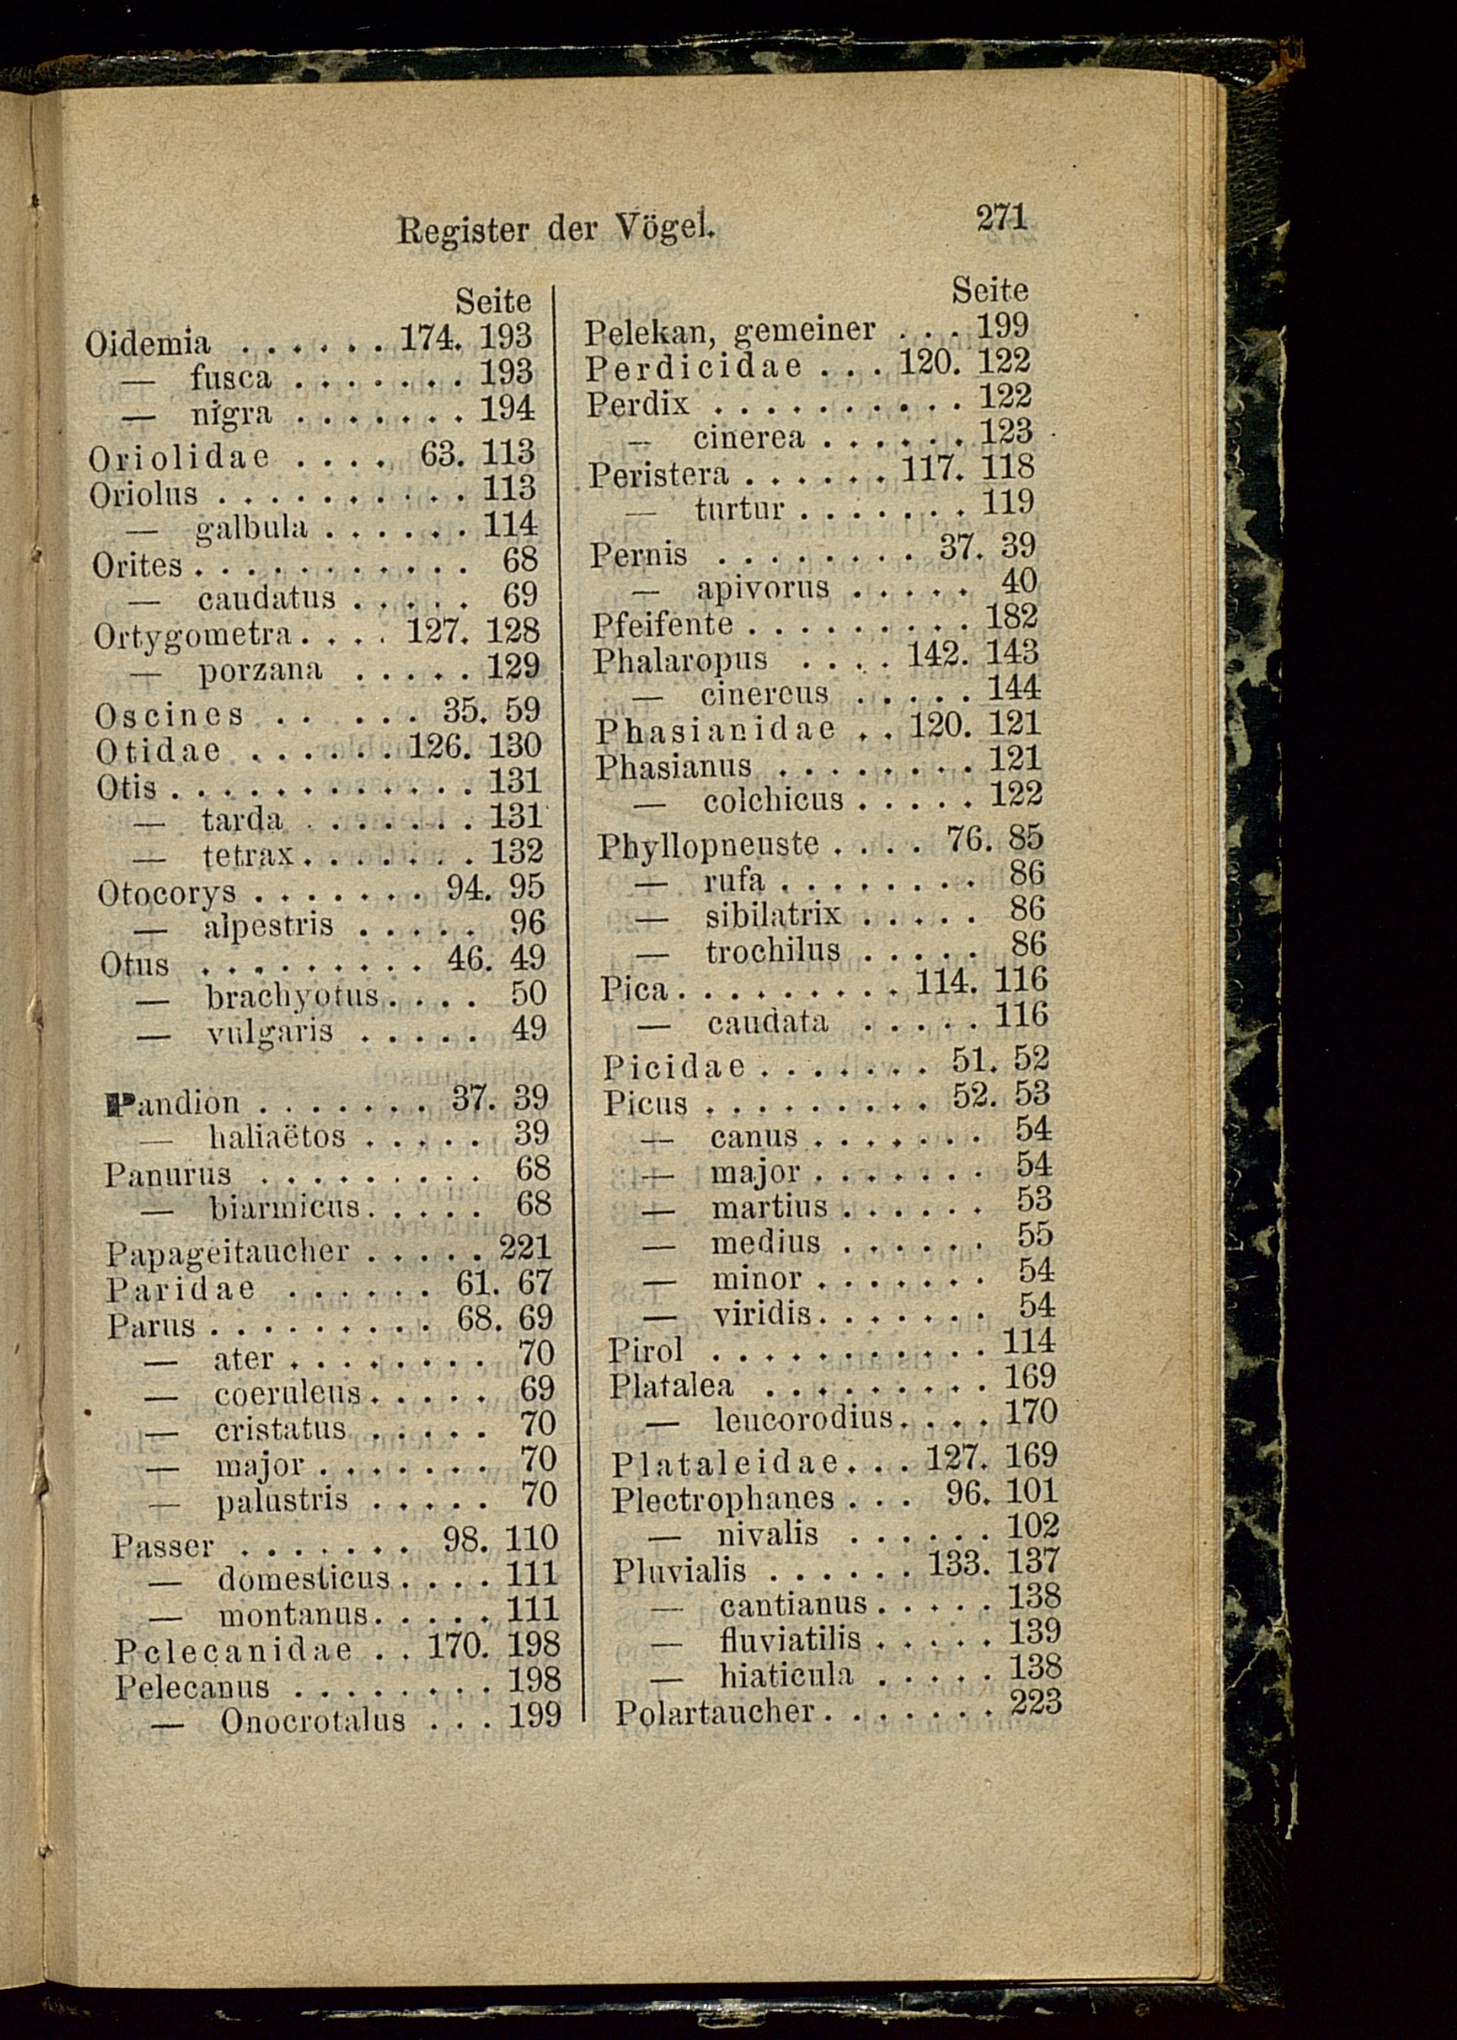 Register der Vögel. 271
Seite
Oidemia . . . . . . 174. 193
— fusca . . . . . . . 193
— nigra . . . . . . . 194
Oriolidae . . . . 63. 113
Oriolus . . . . . . . . . . 113
— galbula . . . . . . 114
Orites . . . . . . . . . . . 68
— caudatus . . . . . 69
Ortygometra . . . . 127. 128
— porzana . . . . . 129
Oscines . . . . . 35. 59
Otidae . . . . . . 126. 130
Otis . . . . . . . . . . . . 131
— tarda . . . . . . . 131
— tetrax . . . . . . . 132
Otocorys . . . . . . . 94. 95
— alpestris . . . . . 96
Otus . . . . . . . . . 46. 49
— brachyotus . . . . 50
— vulgaris . . . . . 49
Pandion . . . . . . . 37. 39
— haliaëtos . . . . . 39
Panurus . . . . . . . . . 68
— biarmicus . . . . . 68
Papageitaucher . . . . . 221
Paridae . . . . . . 61. 67
Parus . . . . . . . . . 68. 69
— ater . . . . . . . . 70
— coeruleus . . . . . 69
— cristatus . . . . . 70
— major . . . . . . . 70
— palustris . . . . . 70
Passer . . . . . . . 98. 110
— domesticus . . . . 111
— montanus . . . . . 111
Pelecanidae . . 170. 198
Pelecanus . . . . . . . . 198
— Onocrotalus . . . 199
Seite
Pelekan, gemeiner . . . 199
Perdicidae . . . 120. 122
Perdix . . . . . . . . . . 122
— cinerea . . . . . . 123
Peristera . . . . . . 117. 118
— turtur . . . . . . . 119
Pernis . . . . . . . . 37. 39
— apivorus . . . . . 40
Pfeifente . . . . . . . . . 182
Phalaropus . . . . 142. 143
— cinereus . . . . . 144
Phasianidae . . 120. 121
Phasianus . . . . . . . . 121
— colchicus . . . . . 122
Phyllopneuste . . . . 76. 85
— rufa . . . . . . . . 86
— sibilatrix . . . . . 86
— trochilus . . . . . 86
Pica . . . . . . . . . 114. 116
— caudata . . . . . 116
Picidae . . . . . . . 51. 52
Picus . . . . . . . . . 52. 53
— canus . . . . . . . 54
— major . . . . . . . 54
— martius . . . . . . 53
— medius . . . . . . 55
— minor . . . . . . . 54
— viridis . . . . . . . 54
Pirol . . . . . . . . . . . 114
Platalea . . . . . . . . . 169
— leucorodius . . . . 170
Plataleidae . . . 127. 169
Plectrophanes . . . 96. 101
— nivalis . . . . . . 102
Pluvialis . . . . . . 133. 137
— cantianus . . . . . 138
— fluviatilis . . . . . 139
— hiaticula . . . . . 138
Polartaucher . . . . . . . 223